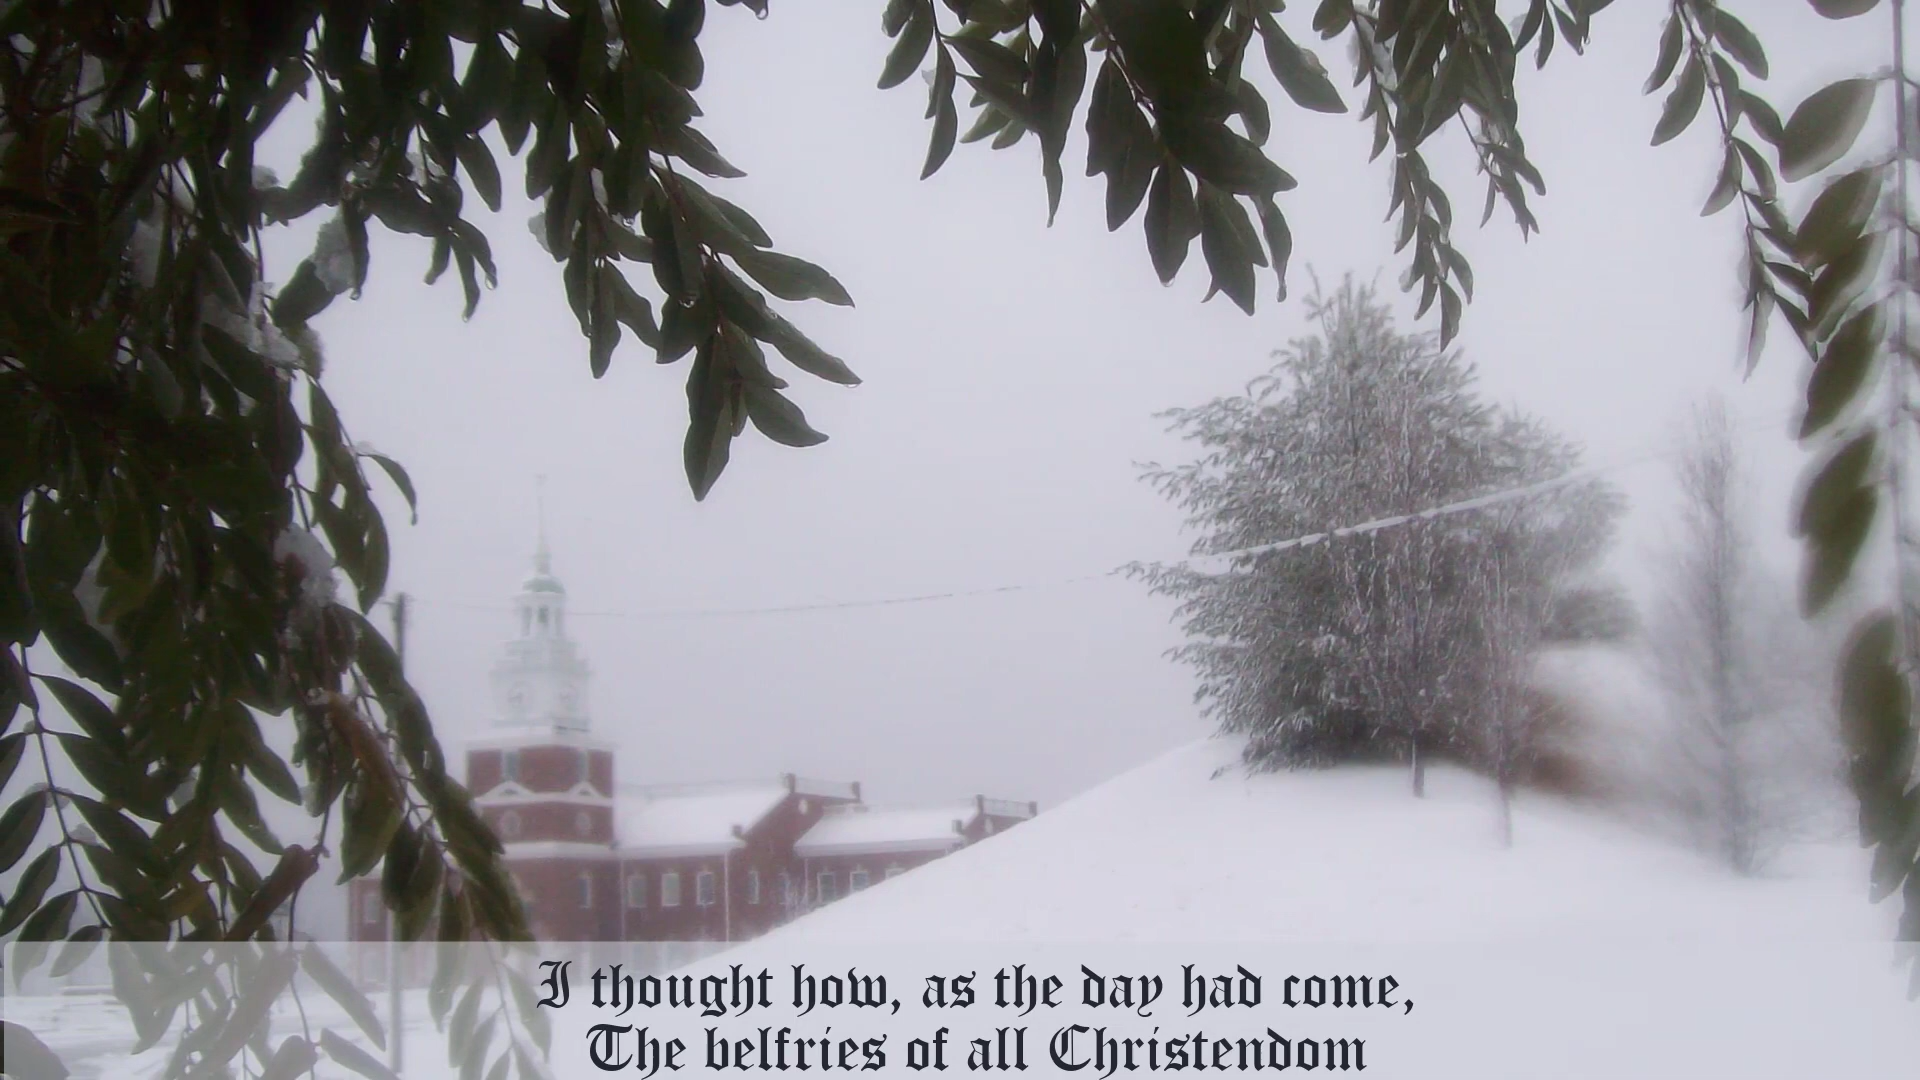 I thought how, as the day had come,
The belfries of all Christendom